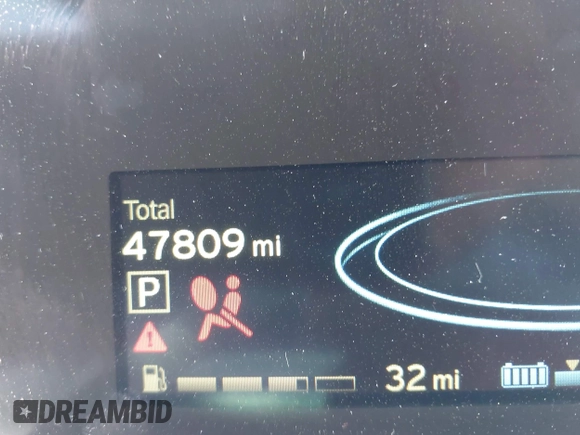 Total
47809 mi
P
32 mi
DREAMBID